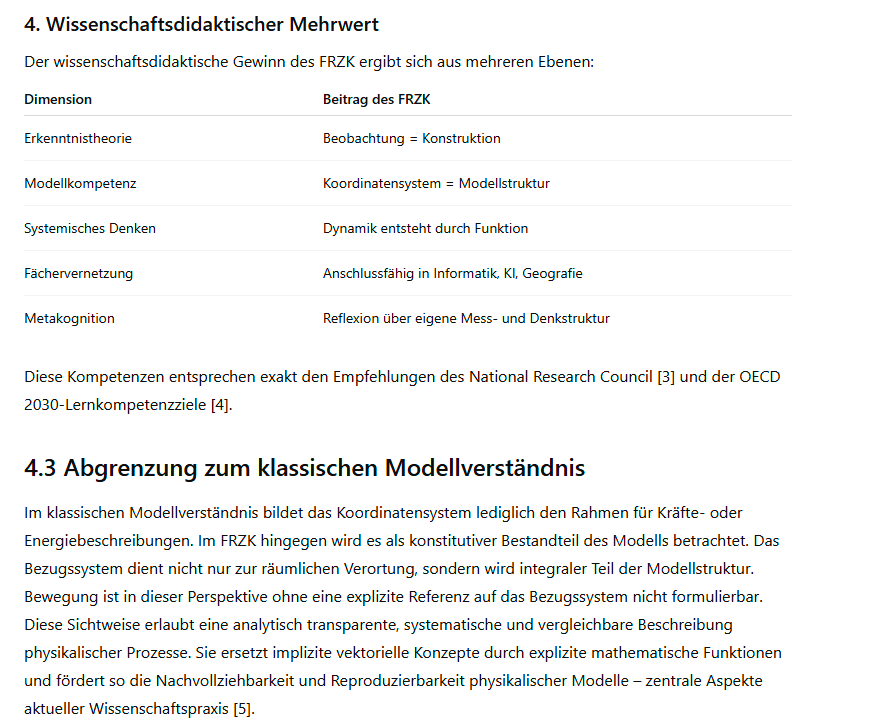 4. Wissenschaftsdidaktischer Mehrwert
Der wissenschaftsdidaktische Gewinn des FRZK ergibt sich aus mehreren Ebenen:
Dimension Beitrag des FRZK
Erkenntnistheorie Beobachtung = Konstruktion
Modellkompetenz Koordinatensystem = Modellstruktur
Systemisches Denken Dynamik entsteht durch Funktion
Fächervernetzung Anschlussfähig in Informatik, KI, Geografie
Metakognition Reflexion über eigene Mess- und Denkstruktur
Diese Kompetenzen entsprechen exakt den Empfehlungen des National Research Council [3] und der OECD
2030-Lernkompetenzziele [4].
4.3 Abgrenzung zum klassischen Modellverständnis
Im klassischen Modellverständnis bildet das Koordinatensystem lediglich den Rahmen für Kräfte- oder
Energiebeschreibungen. Im FRZK hingegen wird es als konstitutiver Bestandteil des Modells betrachtet. Das
Bezugssystem dient nicht nur zur räumlichen Verortung, sondern wird integraler Teil der Modellstruktur.
Bewegung ist in dieser Perspektive ohne eine explizite Referenz auf das Bezugssystem nicht formulierbar.
Diese Sichtweise erlaubt eine analytisch transparente, systematische und vergleichbare Beschreibung
physikalischer Prozesse. Sie ersetzt implizite vektorielle Konzepte durch explizite mathematische Funktionen
und fördert so die Nachvollziehbarkeit und Reproduzierbarkeit physikalischer Modelle – zentrale Aspekte
aktueller Wissenschaftspraxis [5].